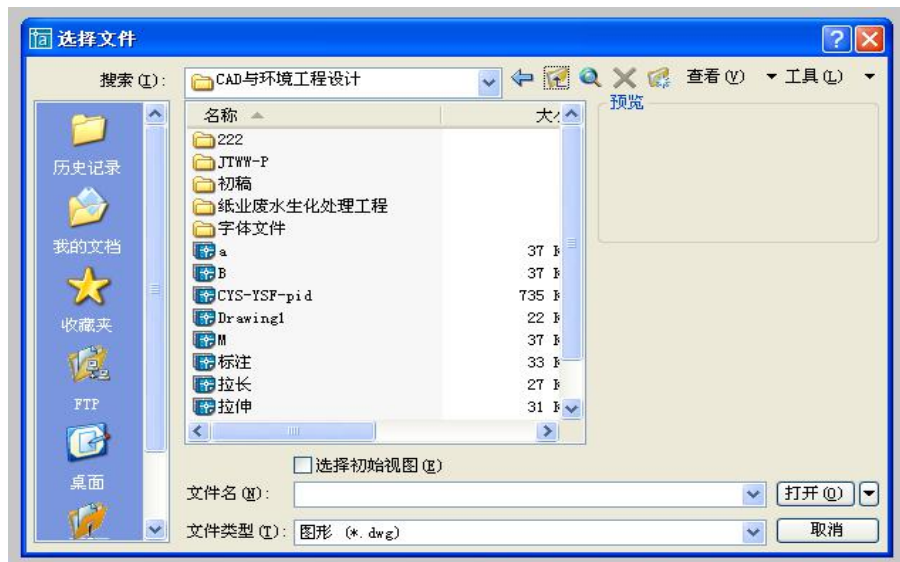 选择文件
搜索(I): CAD与环境工程设计 查看(V) 工具(L)
名称 大
预览
历史记录
我的文档
收藏夹
FTP
桌面
222
JTWW-P
初稿
纸业废水生化处理工程
字体文件
a 37 K
B 37 K
CYS-YSF-pid 735 K
Drawing1 22 K
M 37 K
标注 33 K
拉长 27 K
拉伸 31 K
选择初始视图(E)
文件名(N): 打开(O)
文件类型(T): 图形 (*.dwg) 取消